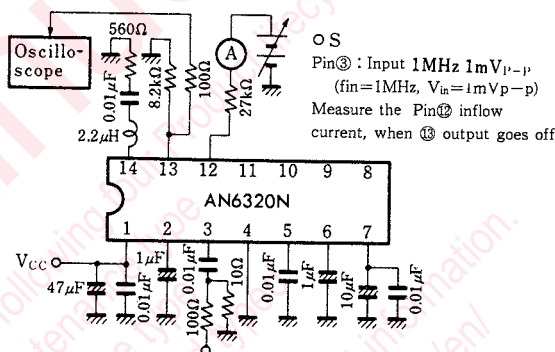 Oscillo-
scope
560Ω
0.01μF
2.2μH
8.2kΩ
100Ω
A
27kΩ
S
Pin③: Input 1MHz 1mVP-P
(fin=1MHz, Vin=1mVp-p)
Measure the Pin⑫ inflow
current, when ⑬ output goes off
14 13 12 11 10 9 8
AN6320N
1 2 3 4 5 6 7
VCC
47μF
0.01μF
1μF
0.01μF
100Ω
10Ω
0.01μF
1μF
10μF
0.01μF